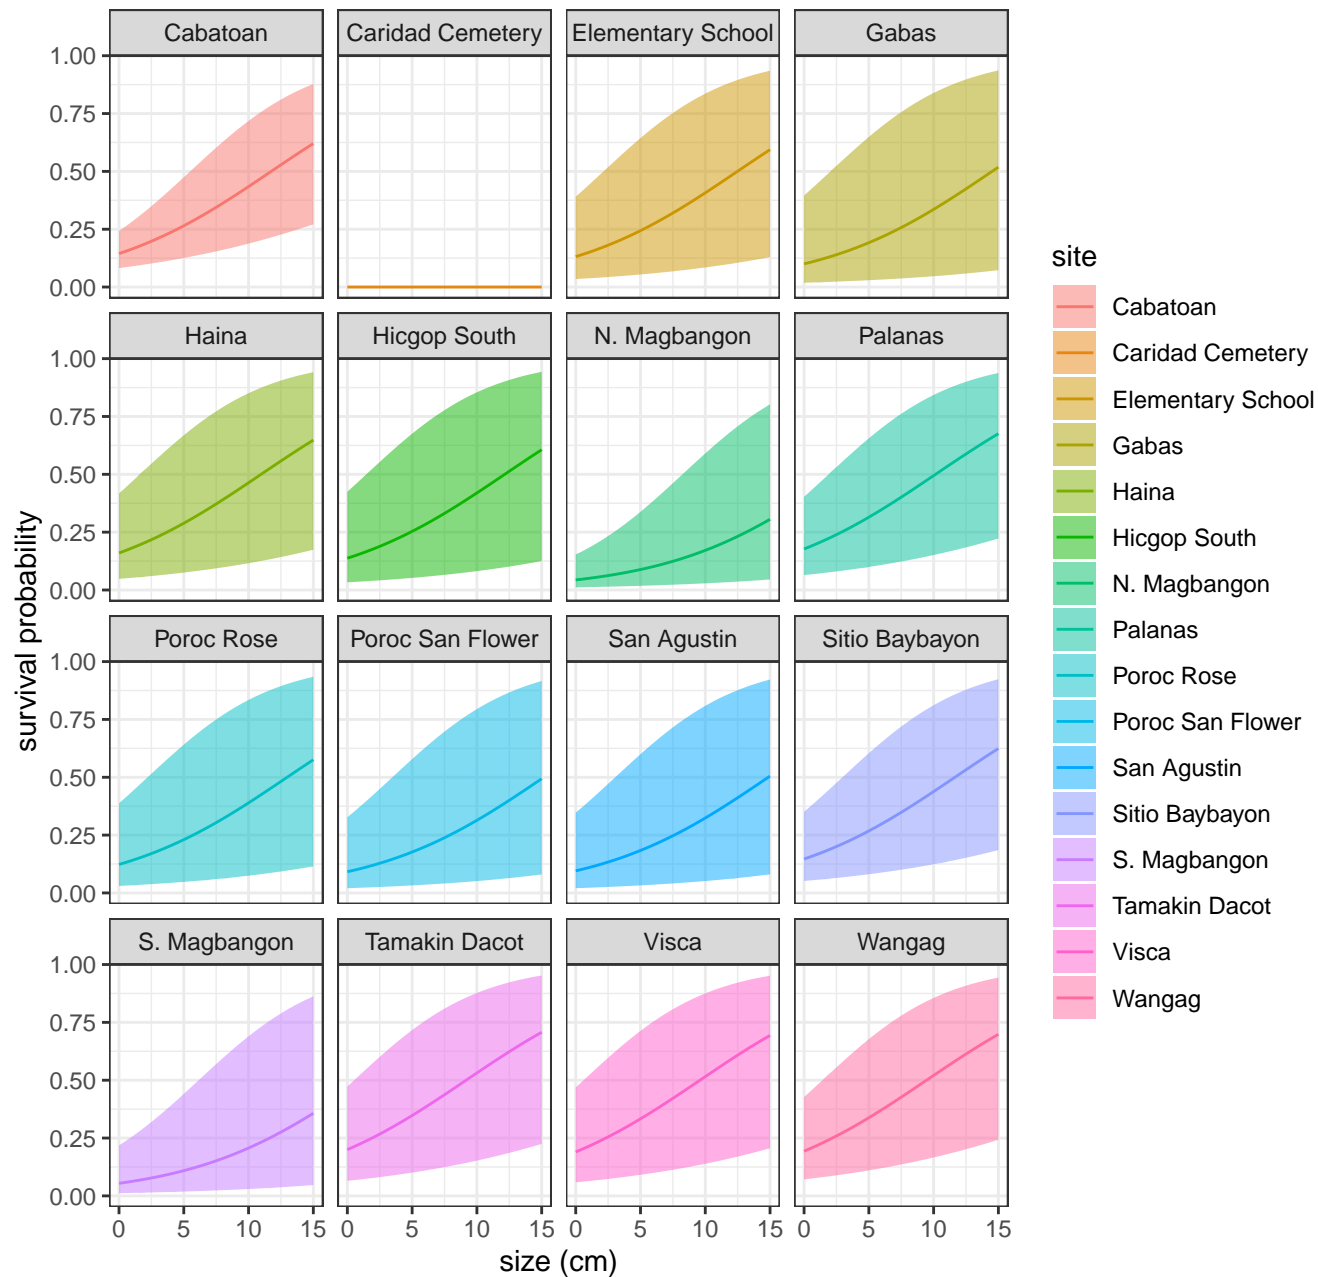 Cabatoan Caridad Cemetery Elementary School Gabas
1.00
0.75
0.50
0.25
0.00
Haina Hicgop South N. Magbangon Palanas
1.00
0.75
0.50
0.25
0.00
Poroc Rose Poroc San Flower San Agustin Sitio Baybayon
1.00
0.75
0.50
0.25
0.00
S. Magbangon Tamakin Dacot Visca Wangag
1.00
0.75
0.50
0.25
0.00
0 5 10 15 0 5 10 15 0 5 10 15 0 5 10 15
size (cm)
survival probability
site
Cabatoan
Caridad Cemetery
Elementary School
Gabas
Haina
Hicgop South
N. Magbangon
Palanas
Poroc Rose
Poroc San Flower
San Agustin
Sitio Baybayon
S. Magbangon
Tamakin Dacot
Visca
Wangag